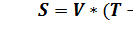 S = V * (T -